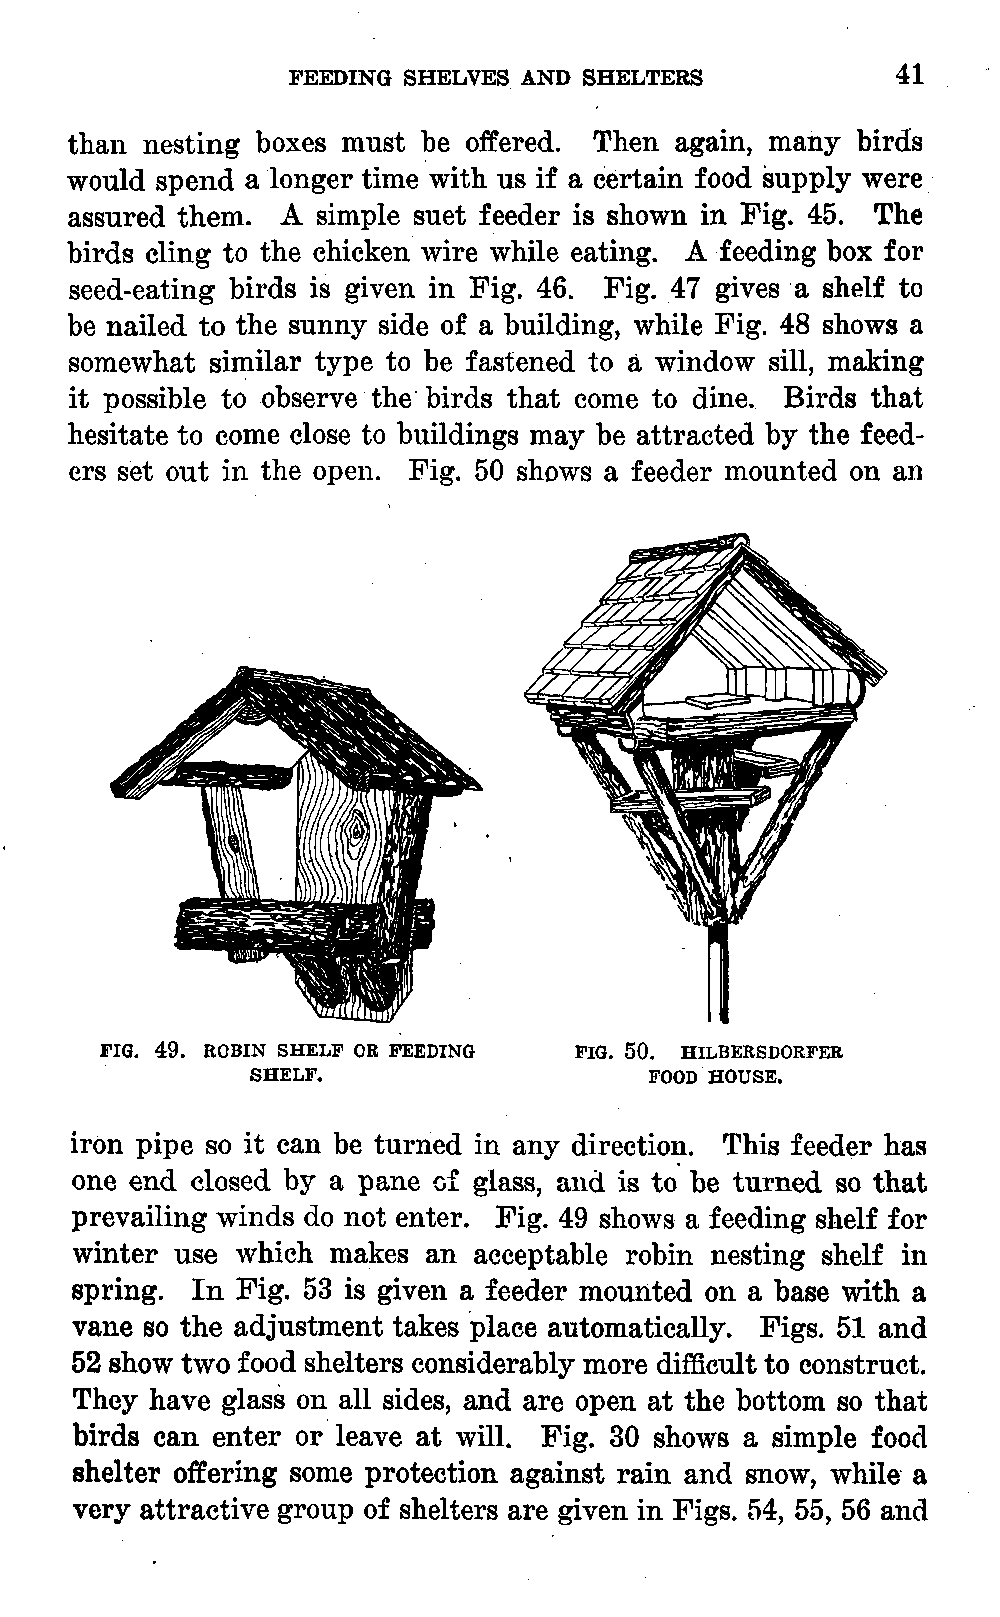 FEEDING SHELVES AND SHELTERS 41
than nesting boxes must be offered. Then again, many birds
would spend a longer time with us if a certain food supply were
assured them. A simple suet feeder is shown in Fig. 45. The
birds cling to the chicken wire while eating. A feeding box for
seed-eating birds is given in Fig. 46. Fig. 47 gives a shelf to
be nailed to the sunny side of a building, while Fig. 48 shows a
somewhat similar type to be fastened to a window sill, making
it possible to observe the birds that come to dine. Birds that
hesitate to come close to buildings may be attracted by the feed-
ers set out in the open. Fig. 50 shows a feeder mounted on an
FIG. 49. ROBIN SHELF OR FEEDING
SHELF.
FIG. 50. HILBERSDORFER
FOOD HOUSE.
iron pipe so it can be turned in any direction. This feeder has
one end closed by a pane of glass, and is to be turned so that
prevailing winds do not enter. Fig. 49 shows a feeding shelf for
winter use which makes an acceptable robin nesting shelf in
spring. In Fig. 53 is given a feeder mounted on a base with a
vane so the adjustment takes place automatically. Figs. 51 and
52 show two food shelters considerably more difficult to construct.
They have glass on all sides, and are open at the bottom so that
birds can enter or leave at will. Fig. 30 shows a simple food
shelter offering some protection against rain and snow, while a
very attractive group of shelters are given in Figs. 54, 55, 56 and